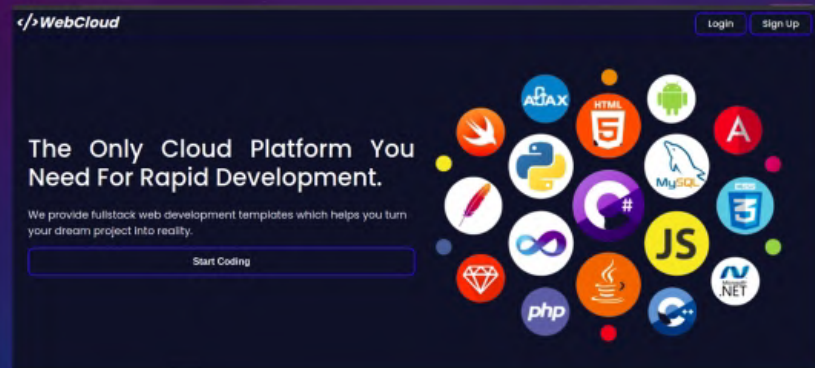 </>WebCloud
Login
Sign Up
The Only Cloud Platform You
Need For Rapid Development.
We provide fullstack web development templates which helps you turn
your dream project into reality.
Start Coding
AJAX
HTML
5
A
MySQL
CSS
3
C#
JS
Microsoft
.NET
php
C++